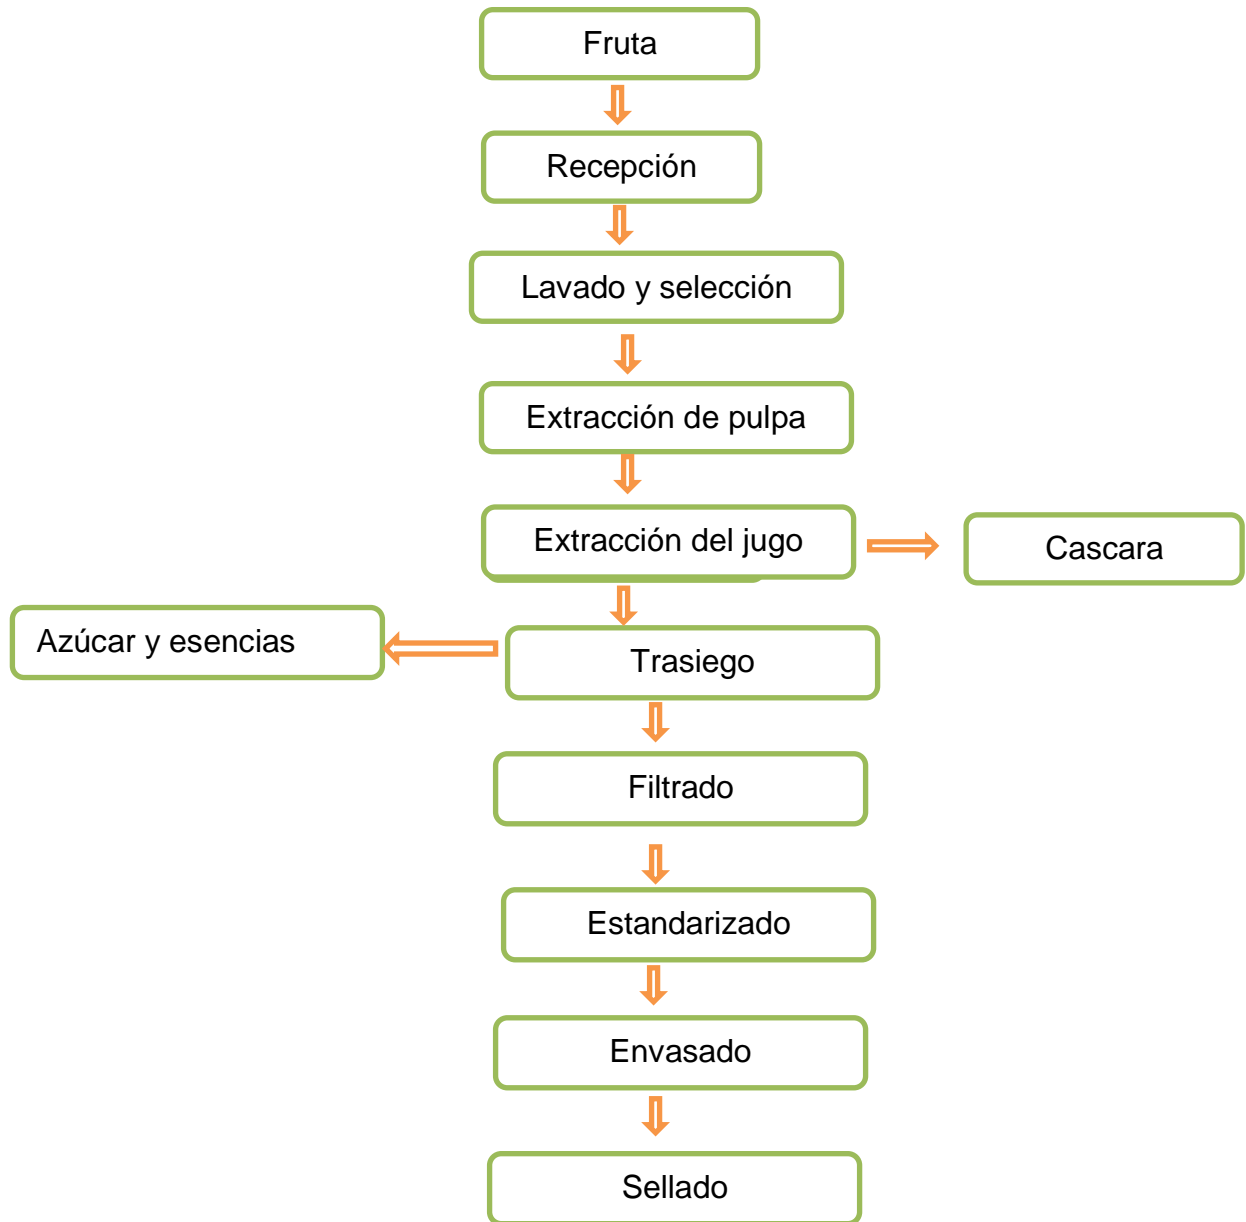 Fruta
Recepción
Lavado y selección
Extracción de pulpa
Extracción del jugo
Cascara
Azúcar y esencias
Trasiego
Filtrado
Estandarizado
Envasado
Sellado